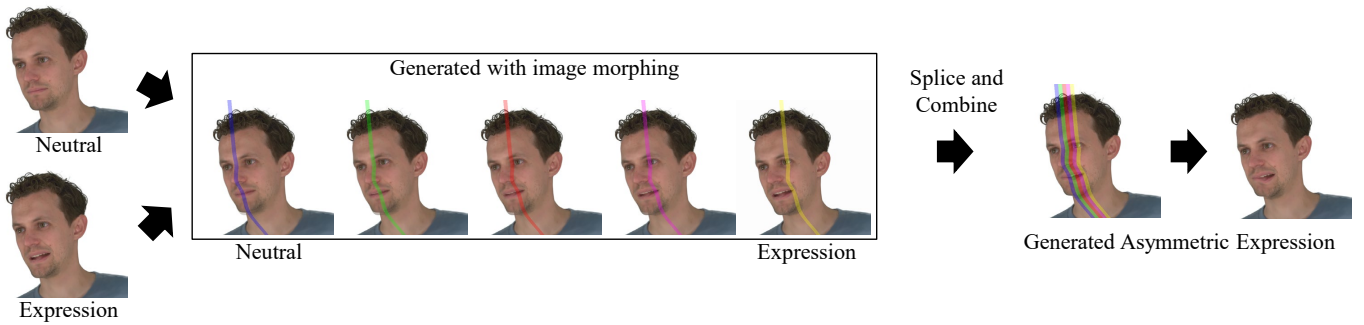 Neutral
Expression
Generated with image morphing
Neutral
Expression
Splice and
Combine
Generated Asymmetric Expression